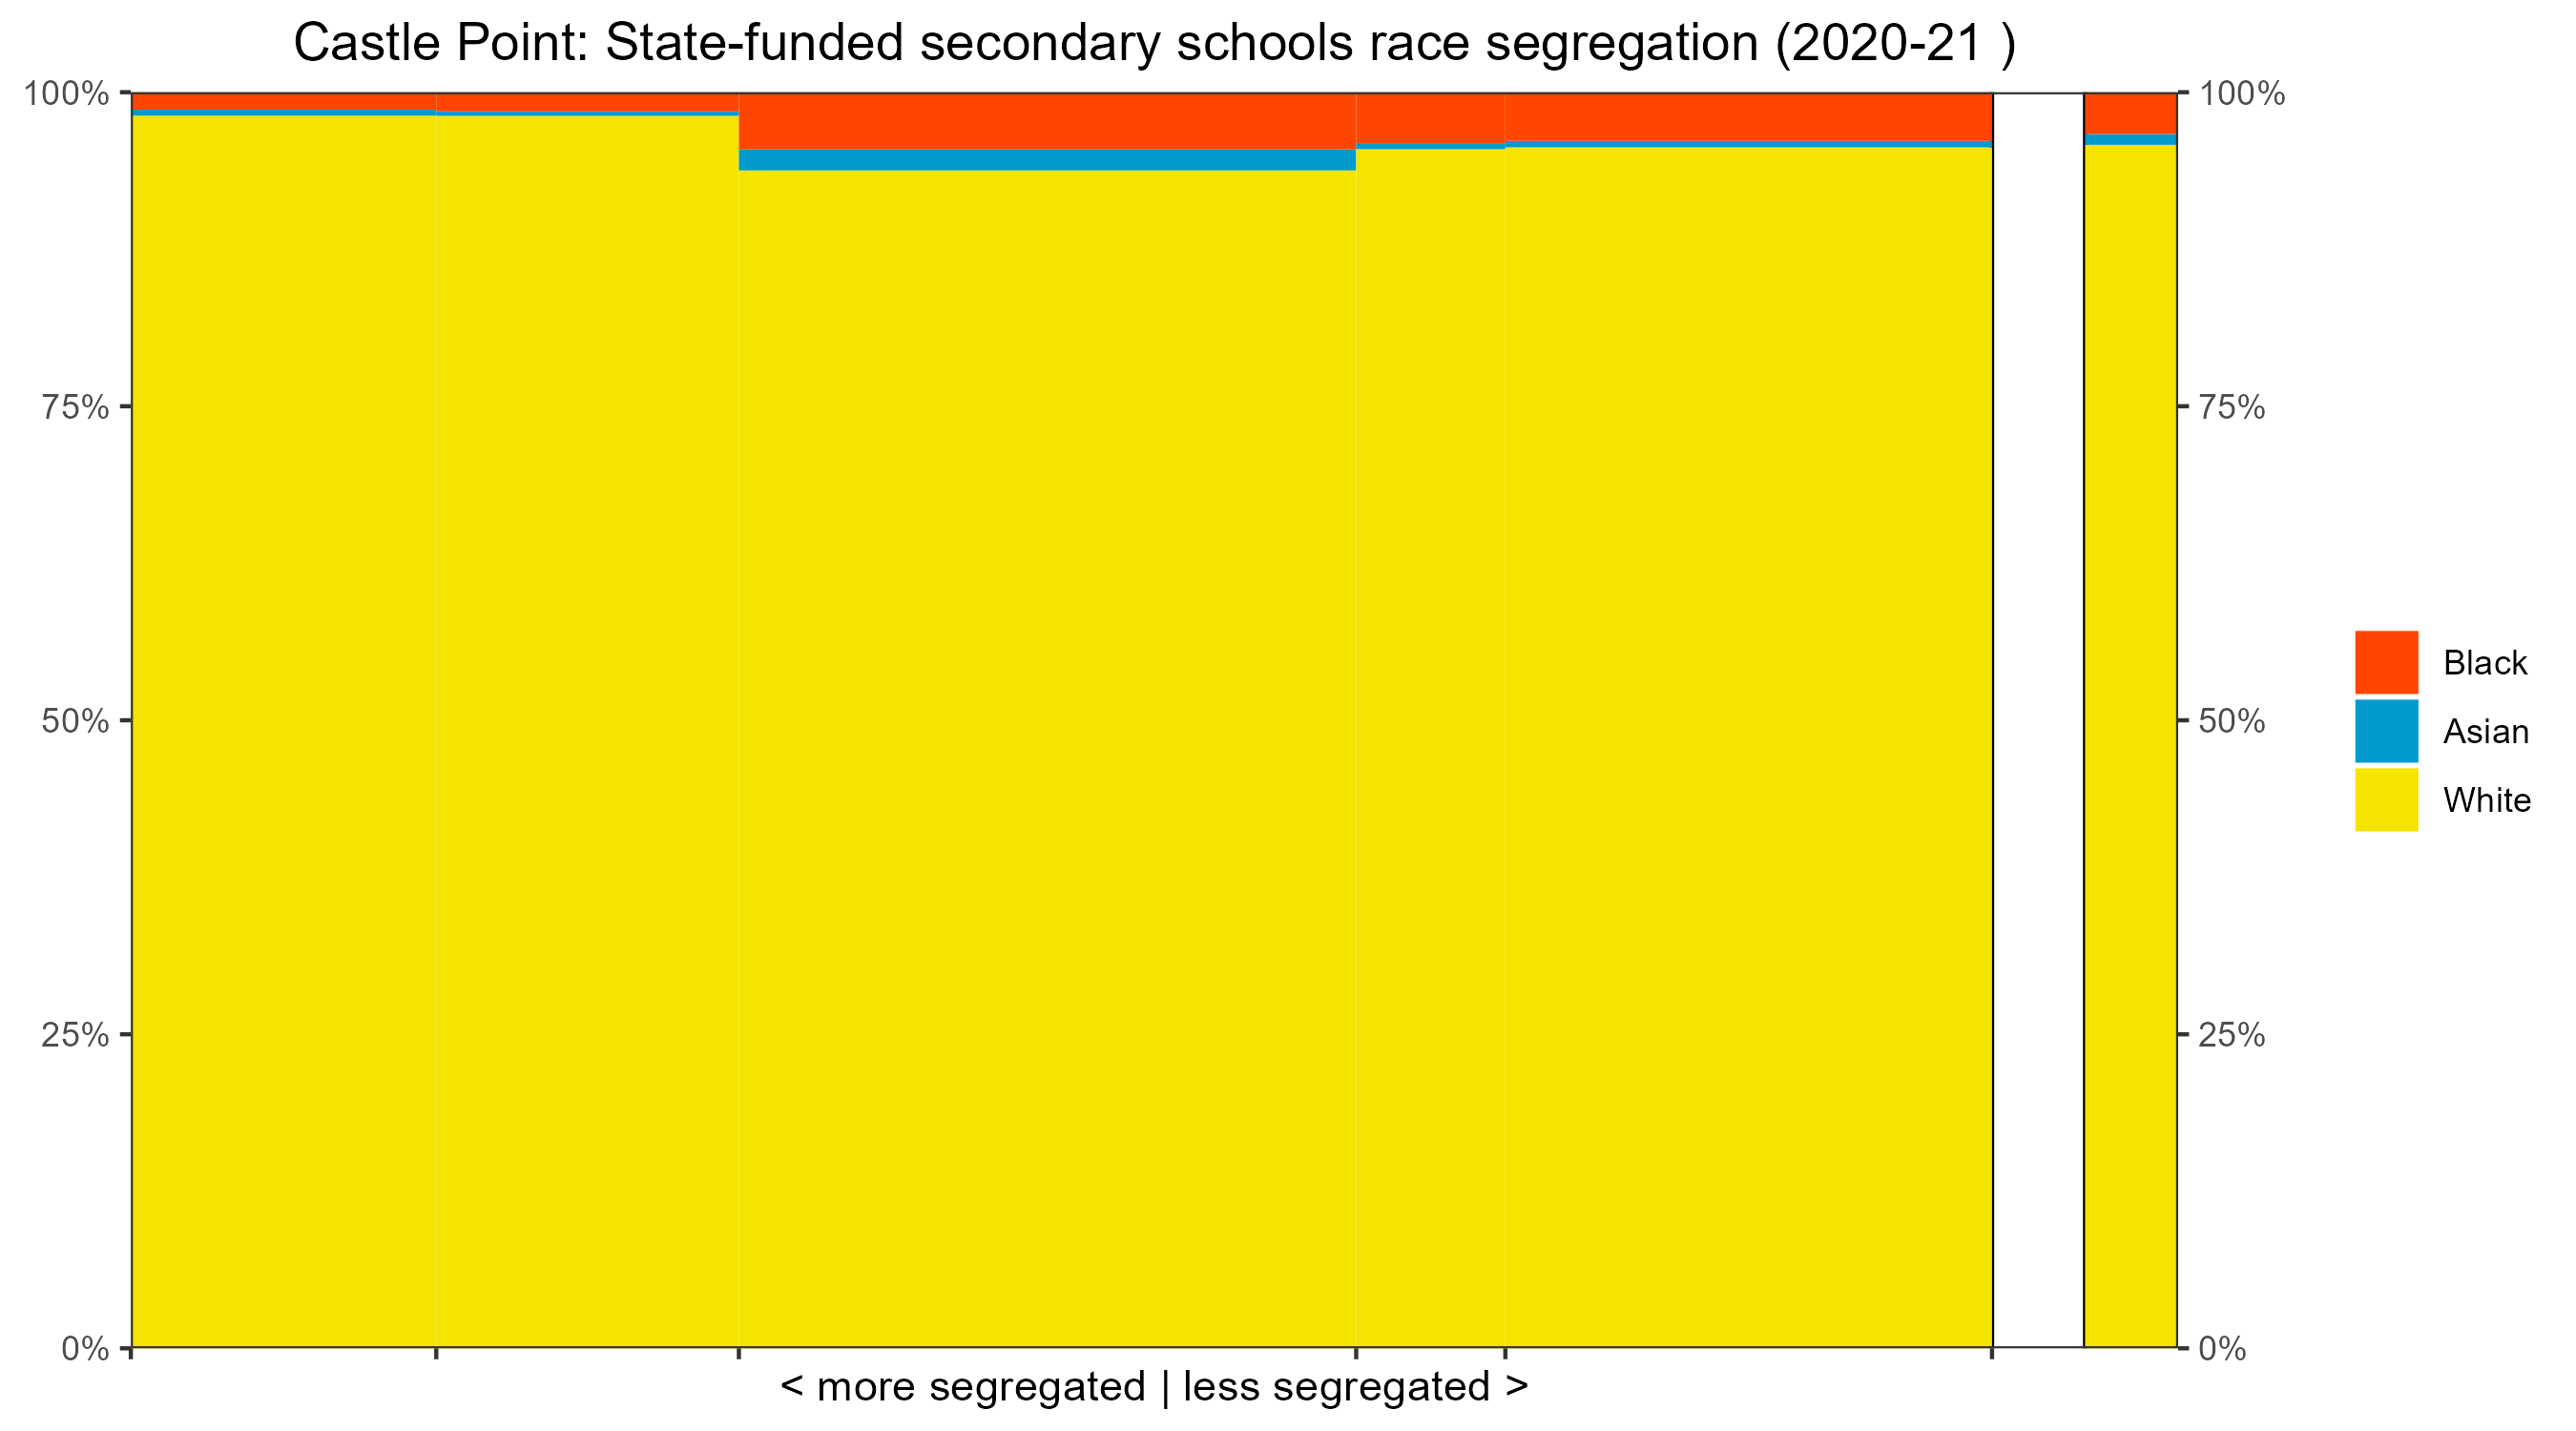 Castle Point: State-funded secondary schools race segregation (2020-21 )
100%
75%
50%
25%
0%
100%
75%
50%
25%
0%
Black
Asian
White
< more segregated | less segregated >